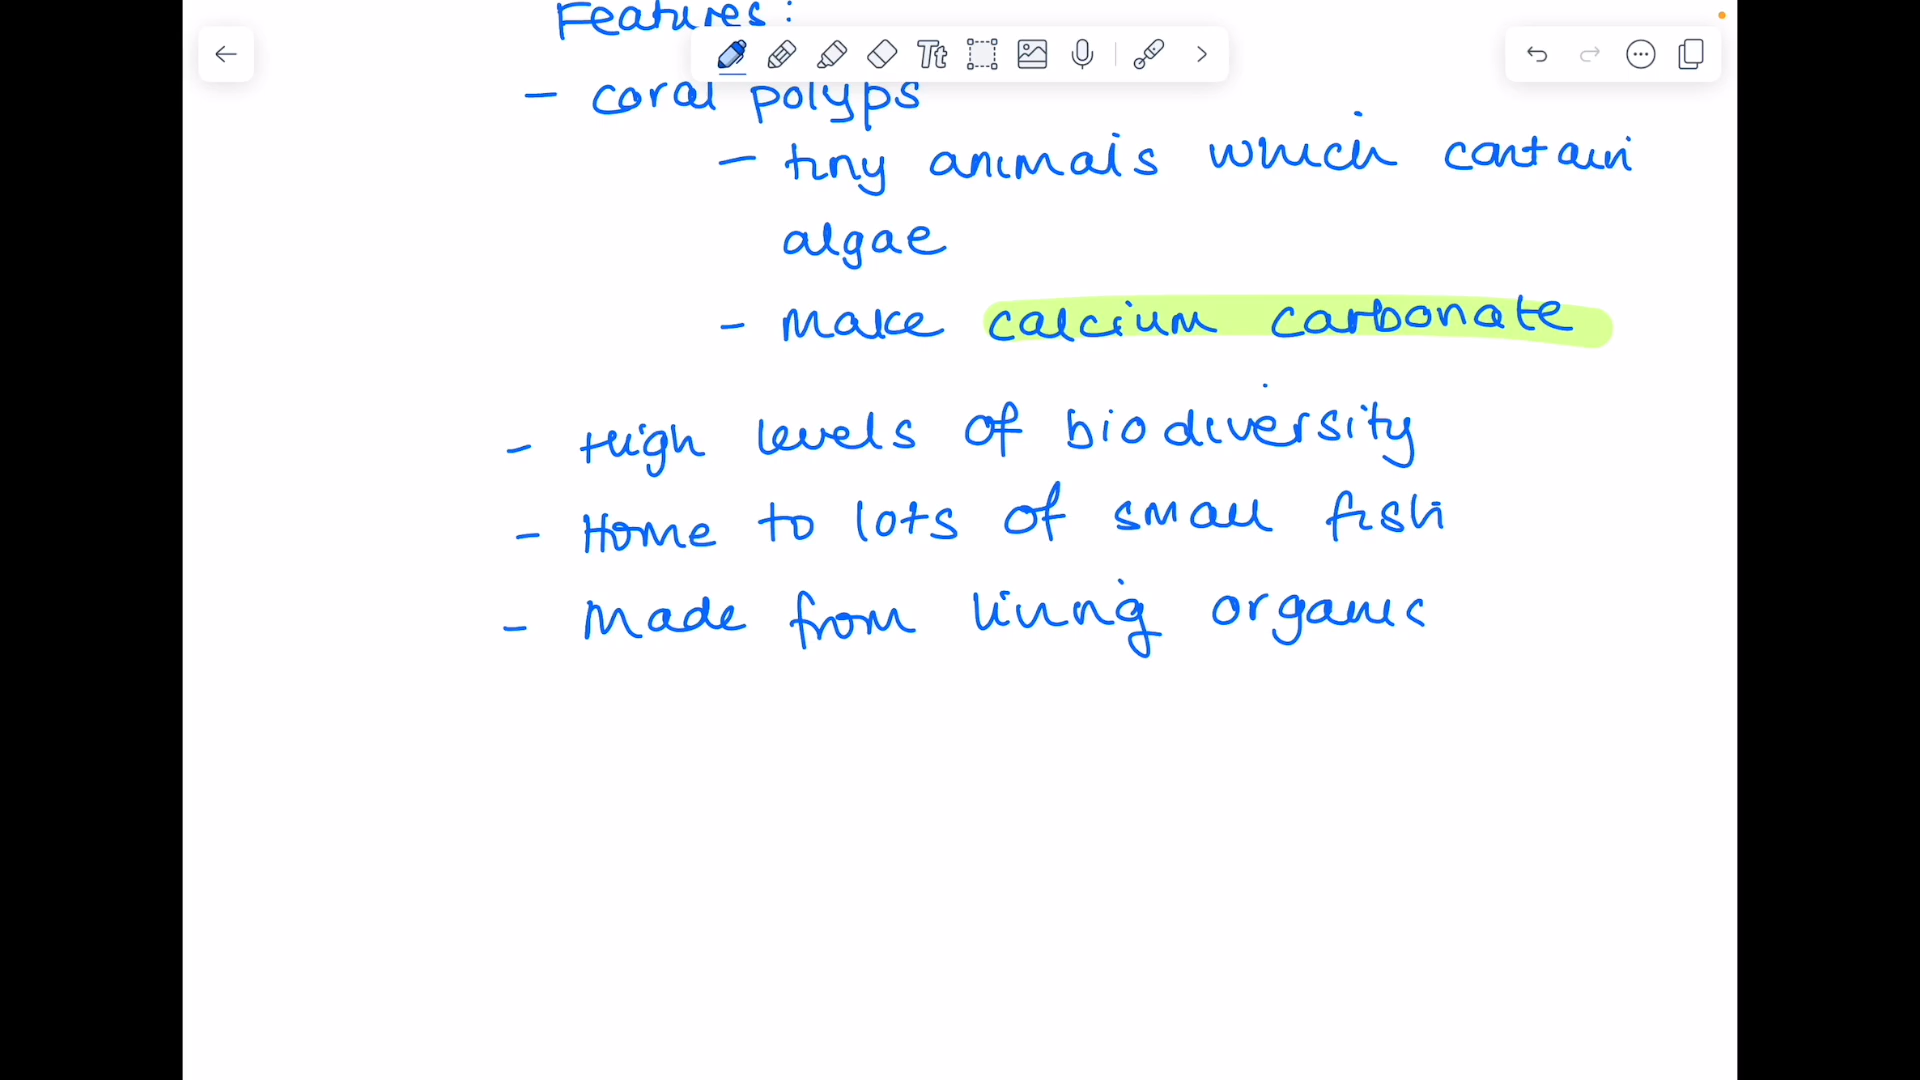 Features:
Tt
- coral polyps
- tiny animals which contain
algae
- make calcium carbonate
- High levels of biodiversity
- Home to lots of small fish
- Made from living organic